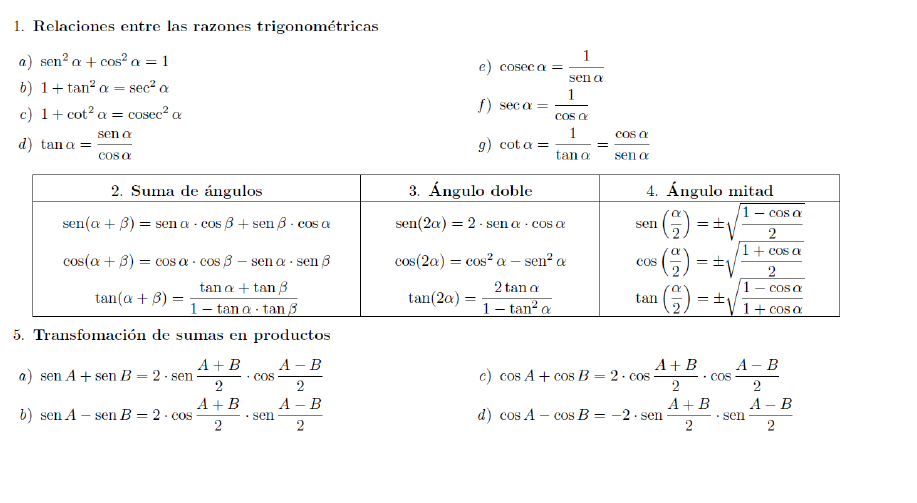 1. Relaciones entre las razones trigonométricas
a) sen² α + cos² α = 1
b) 1 + tan² α = sec² α
c) 1 + cot² α = cosec² α
d) tan α = sen α / cos α
e) cosec α = 1 / sen α
f) sec α = 1 / cos α
g) cot α = 1 / tan α = cos α / sen α
2. Suma de ángulos
sen(α + β) = sen α · cos β + sen β · cos α
cos(α + β) = cos α · cos β − sen α · sen β
tan(α + β) = (tan α + tan β) / (1 − tan α · tan β)
3. Ángulo doble
sen(2α) = 2 · sen α · cos α
cos(2α) = cos² α − sen² α
tan(2α) = 2 tan α / (1 − tan² α)
4. Ángulo mitad
sen (α/2) = ±√((1 − cos α) / 2)
cos (α/2) = ±√((1 + cos α) / 2)
tan (α/2) = ±√((1 − cos α) / (1 + cos α))
5. Transfomación de sumas en productos
a) sen A + sen B = 2 · sen (A + B)/2 · cos (A − B)/2
b) sen A − sen B = 2 · cos (A + B)/2 · sen (A − B)/2
c) cos A + cos B = 2 · cos (A + B)/2 · cos (A − B)/2
d) cos A − cos B = −2 · sen (A + B)/2 · sen (A − B)/2